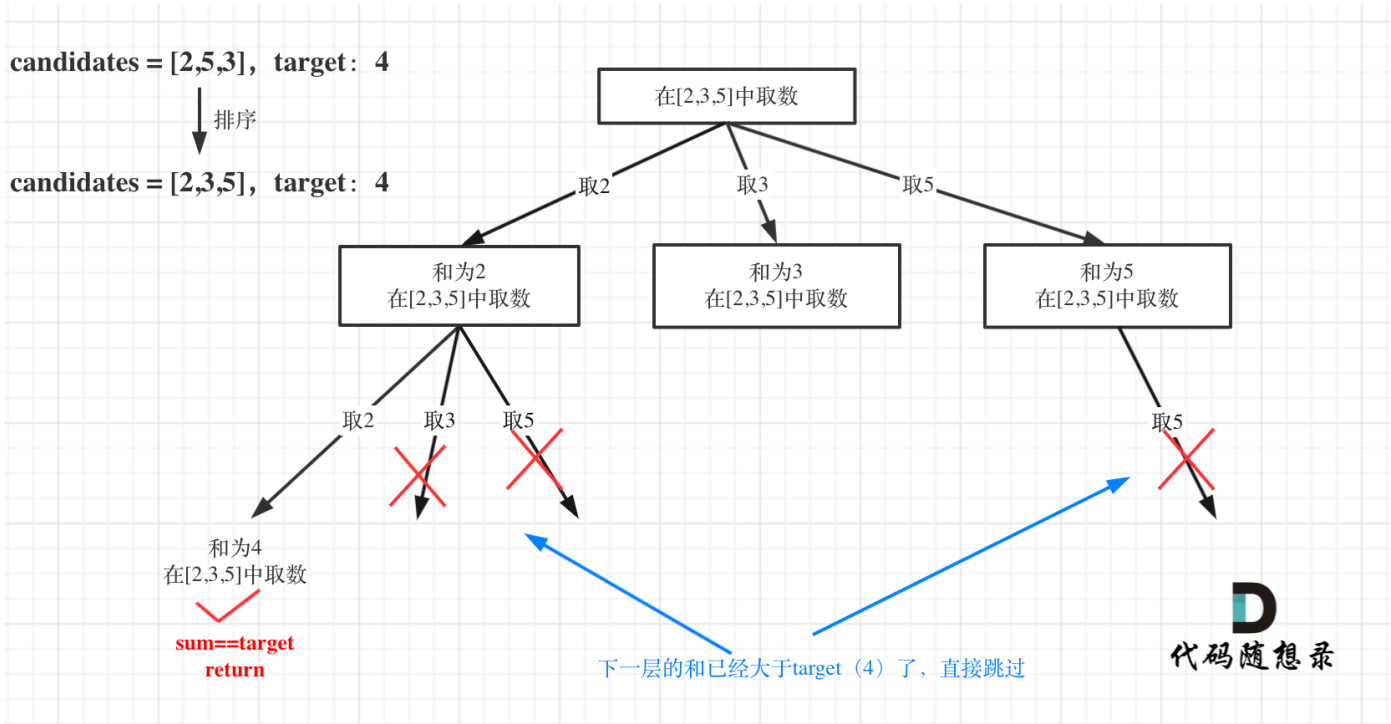 candidates = [2,5,3]，target：4
排序
candidates = [2,3,5]，target：4
在[2,3,5]中取数
取2
取3
取5
和为2
在[2,3,5]中取数
和为3
在[2,3,5]中取数
和为5
在[2,3,5]中取数
取2
取3
取5
取5
和为4
在[2,3,5]中取数
sum==target
return
下一层的和已经大于target（4）了，直接跳过
代码随想录